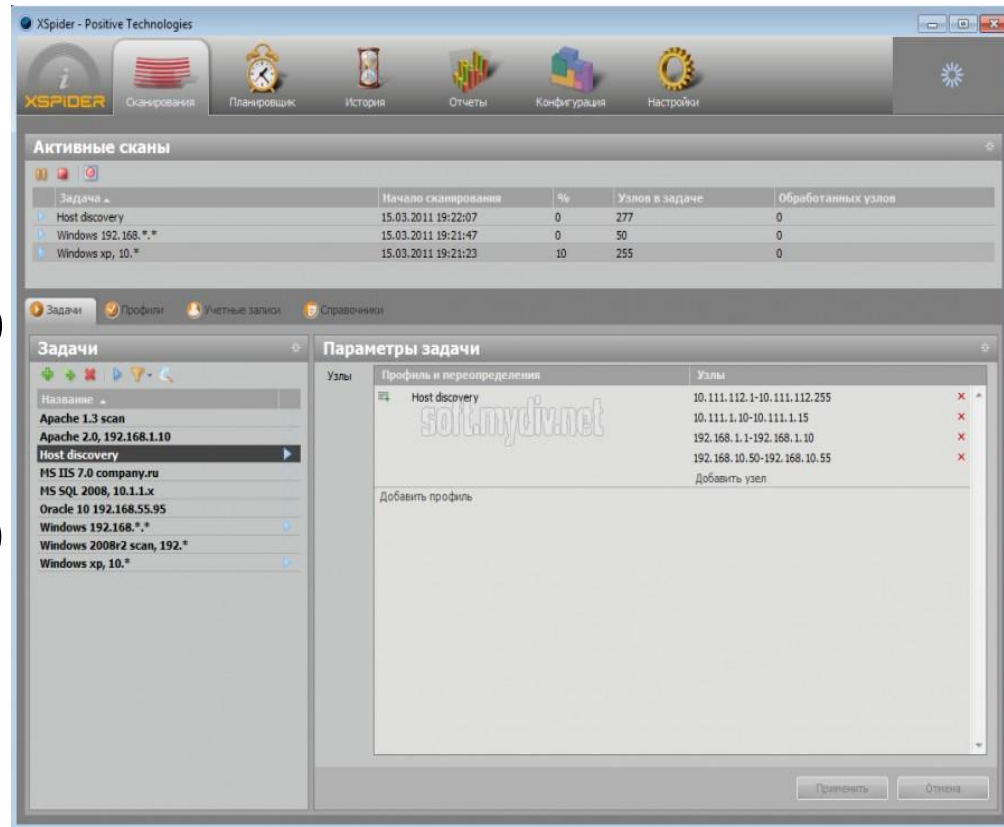 XSpider - Positive Technologies
XSPIDER
Сканирования
Планировщик
История
Отчеты
Конфигурация
Настройки
Активные сканы
Задача Начало сканирования % Узлов в задаче Обработанных узлов
Host discovery 15.03.2011 19:22:07 0 277 0
Windows 192.168.*.* 15.03.2011 19:21:47 0 50 0
Windows xp, 10.* 15.03.2011 19:21:23 10 255 0
Задачи Профили Учетные записи Справочники
Задачи
Название
Apache 1.3 scan
Apache 2.0, 192.168.1.10
Host discovery
MS IIS 7.0 company.ru
MS SQL 2008, 10.1.1.x
Oracle 10 192.168.55.95
Windows 192.168.*.*
Windows 2008r2 scan, 192.*
Windows xp, 10.*
Параметры задачи
Узлы
Профиль и переопределения Узлы
Host discovery 10.111.112.1-10.111.112.255
10.111.1.10-10.111.1.15
192.168.1.1-192.168.1.10
192.168.10.50-192.168.10.55
Добавить узел
Добавить профиль
soft.mydiv.net
Применить Отмена